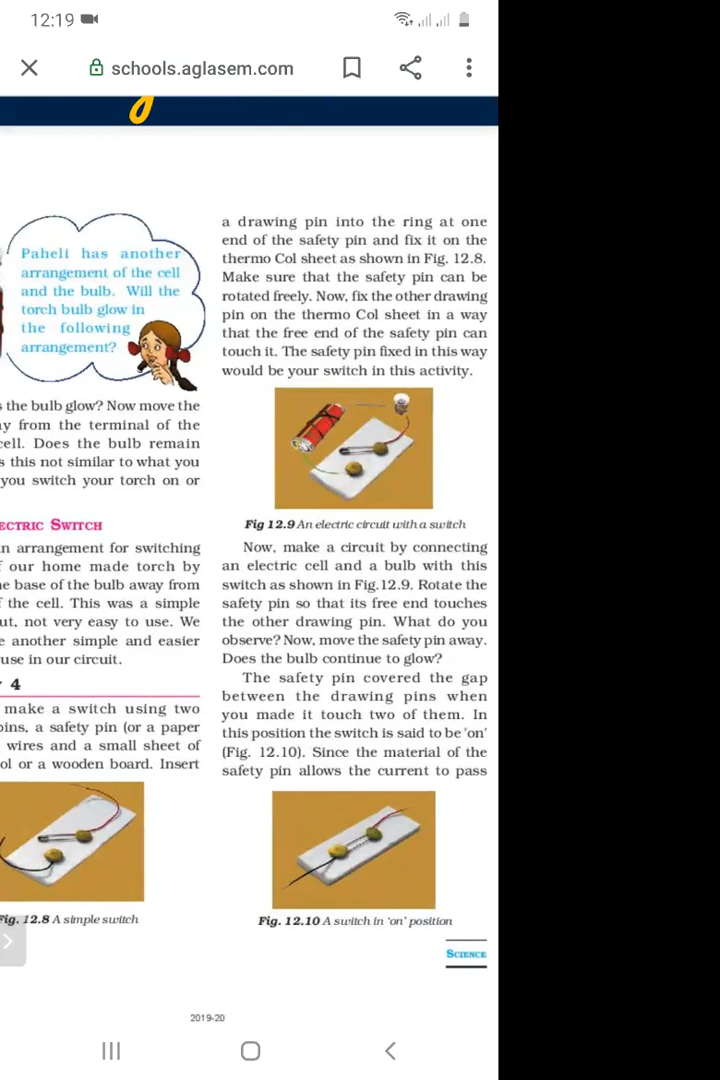 12:19
schools.aglasem.com
Paheli has another
arrangement of the cell
and the bulb. Will the
torch bulb glow in
the following
arrangement?
s the bulb glow? Now move the
y from the terminal of the
cell. Does the bulb remain
s this not similar to what you
you switch your torch on or
ECTRIC SWITCH
n arrangement for switching
f our home made torch by
e base of the bulb away from
f the cell. This was a simple
ut, not very easy to use. We
e another simple and easier
use in our circuit.
y 4
make a switch using two
pins, a safety pin (or a paper
wires and a small sheet of
ol or a wooden board. Insert
Fig. 12.8 A simple switch
a drawing pin into the ring at one
end of the safety pin and fix it on the
thermo Col sheet as shown in Fig. 12.8.
Make sure that the safety pin can be
rotated freely. Now, fix the other drawing
pin on the thermo Col sheet in a way
that the free end of the safety pin can
touch it. The safety pin fixed in this way
would be your switch in this activity.
Fig 12.9 An electric circuit with a switch
Now, make a circuit by connecting
an electric cell and a bulb with this
switch as shown in Fig.12.9. Rotate the
safety pin so that its free end touches
the other drawing pin. What do you
observe? Now, move the safety pin away.
Does the bulb continue to glow?
The safety pin covered the gap
between the drawing pins when
you made it touch two of them. In
this position the switch is said to be 'on'
(Fig. 12.10). Since the material of the
safety pin allows the current to pass
Fig. 12.10 A switch in 'on' position
SCIENCE
2019-20